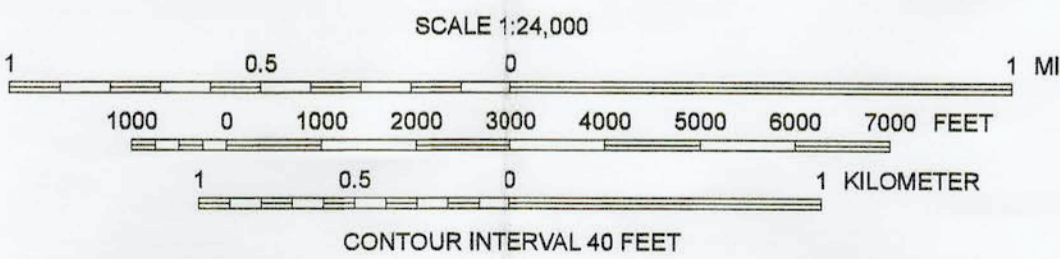 SCALE 1:24,000
1 0.5 0 1 MI
1000 0 1000 2000 3000 4000 5000 6000 7000 FEET
1 0.5 0 1 KILOMETER
CONTOUR INTERVAL 40 FEET